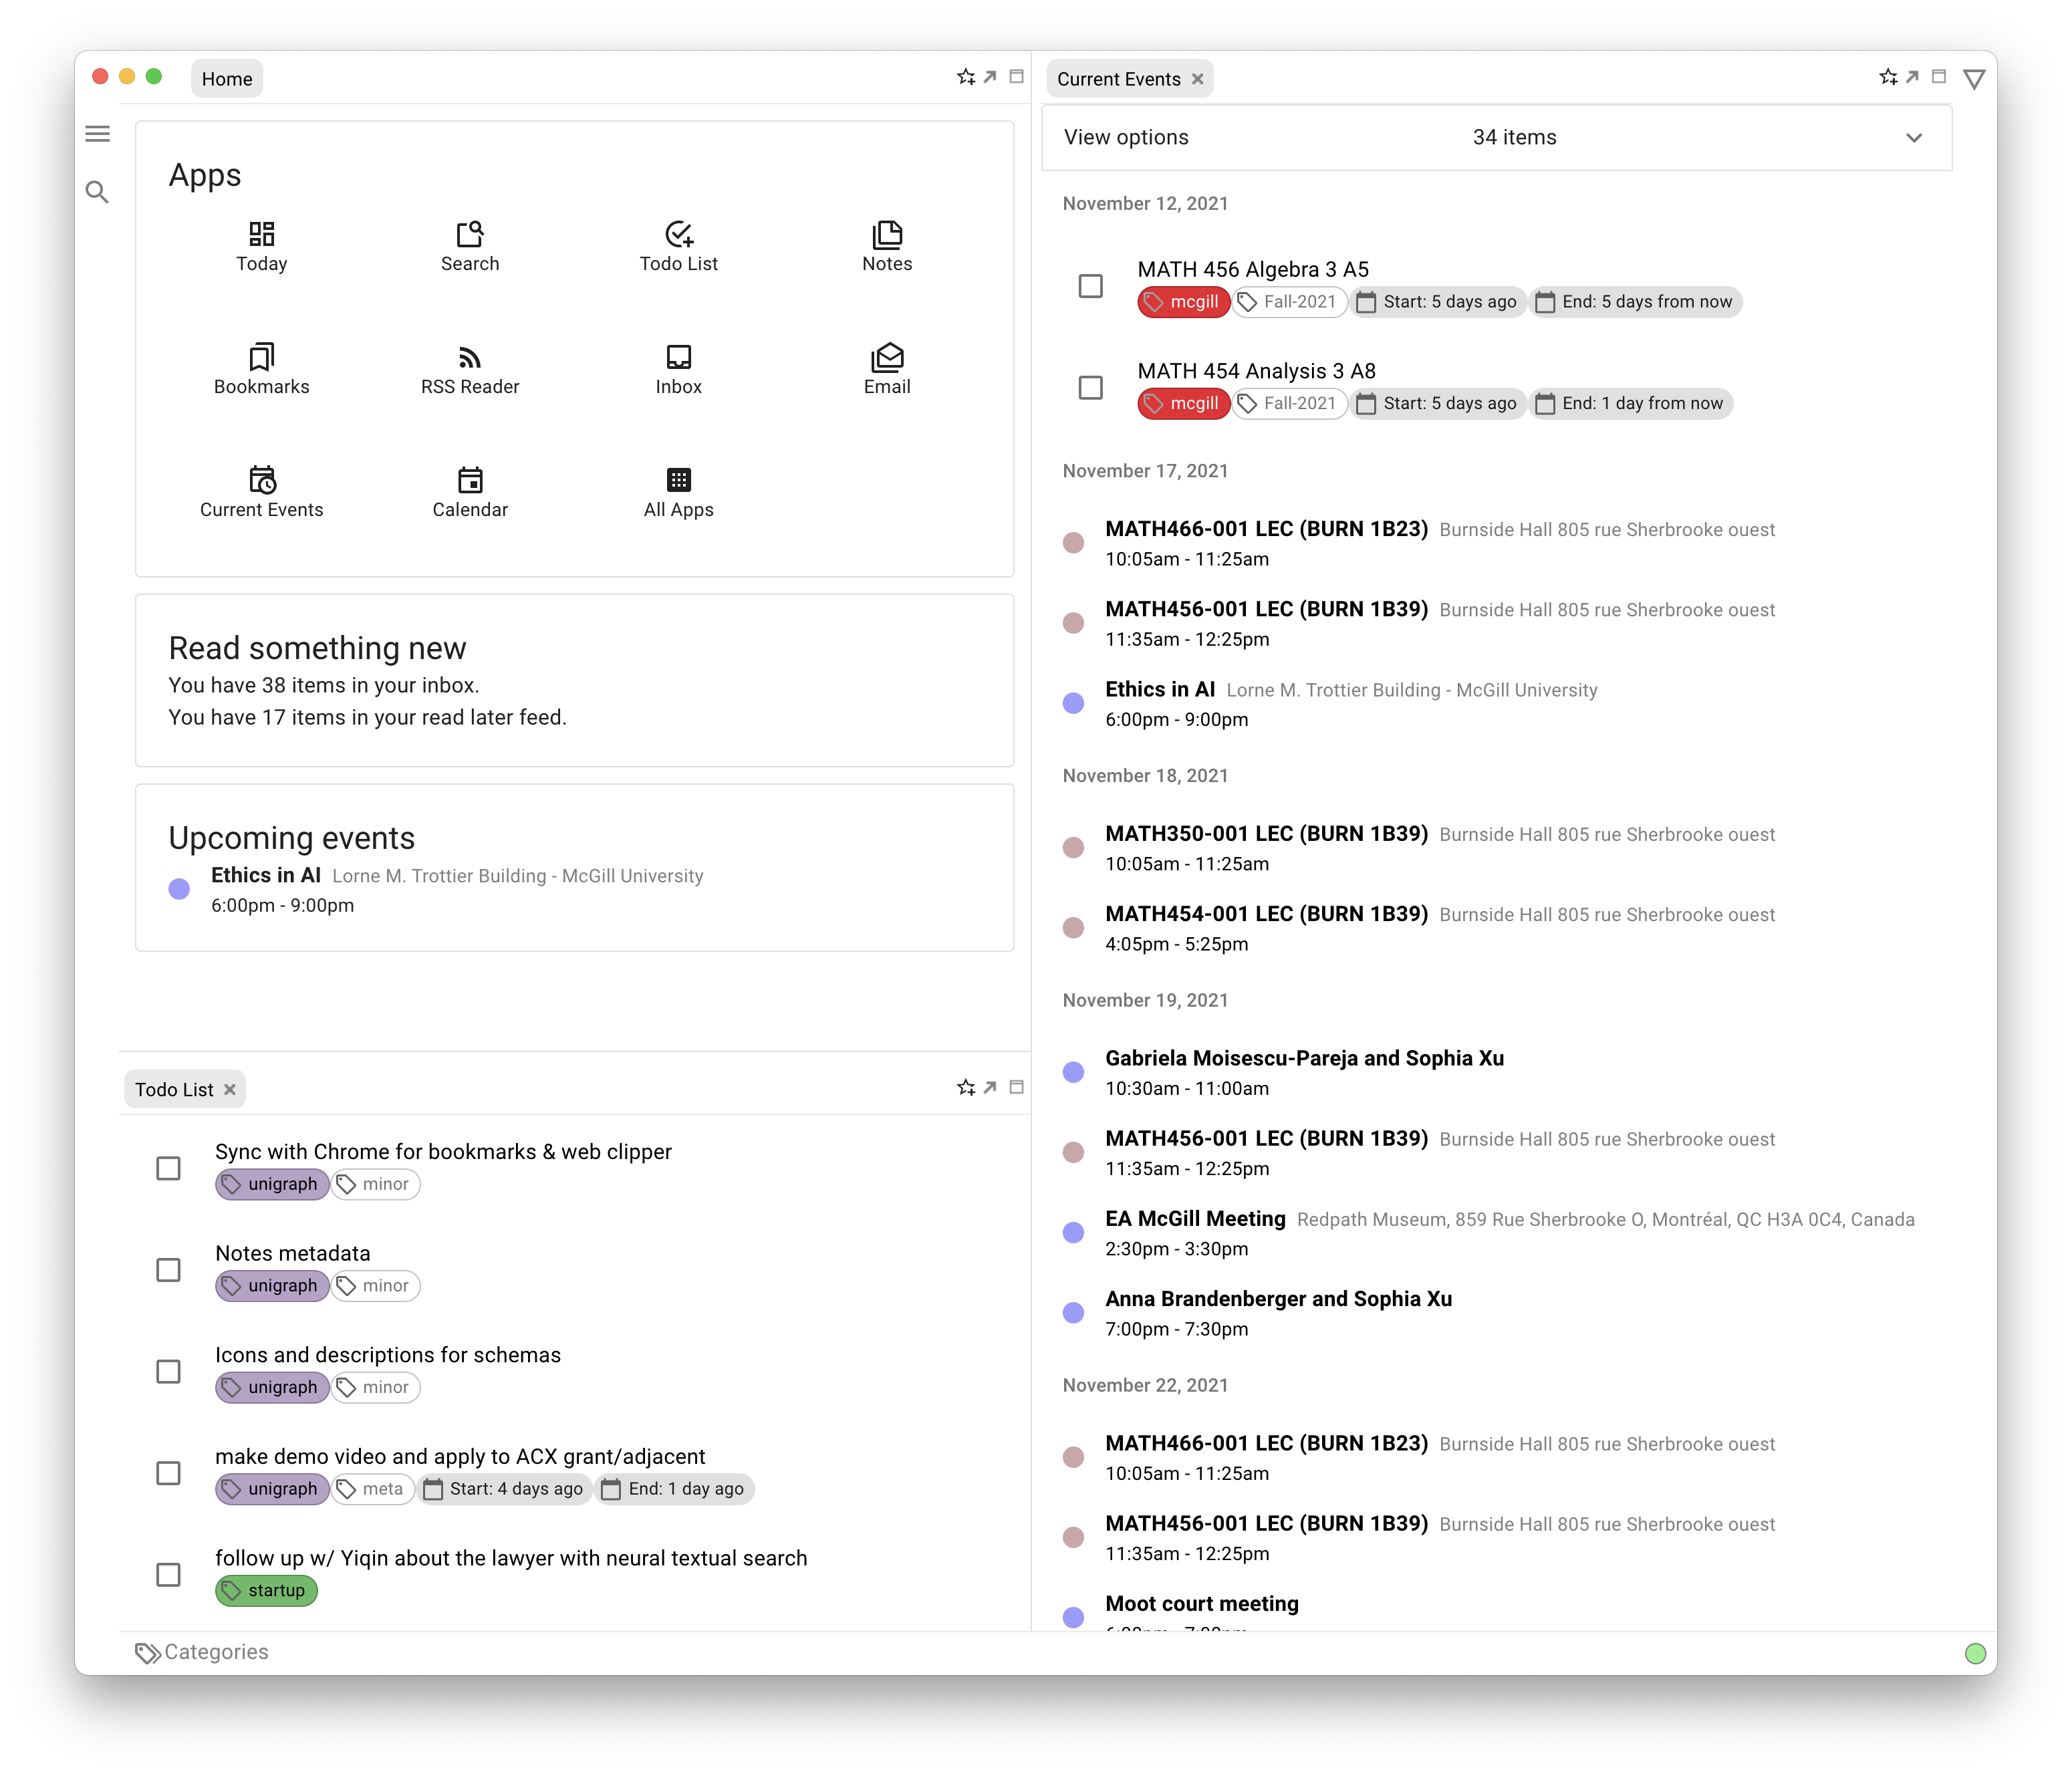 Home
Apps
Today
Search
Todo List
Notes
Bookmarks
RSS Reader
Inbox
Email
Current Events
Calendar
All Apps
Read something new
You have 38 items in your inbox.
You have 17 items in your read later feed.
Upcoming events
Ethics in AI Lorne M. Trottier Building - McGill University
6:00pm - 9:00pm
Todo List
Sync with Chrome for bookmarks & web clipper
unigraph minor
Notes metadata
unigraph minor
Icons and descriptions for schemas
unigraph minor
make demo video and apply to ACX grant/adjacent
unigraph meta Start: 4 days ago End: 1 day ago
follow up w/ Yiqin about the lawyer with neural textual search
startup
Categories
Current Events
View options 34 items
November 12, 2021
MATH 456 Algebra 3 A5
mcgill Fall-2021 Start: 5 days ago End: 5 days from now
MATH 454 Analysis 3 A8
mcgill Fall-2021 Start: 5 days ago End: 1 day from now
November 17, 2021
MATH466-001 LEC (BURN 1B23) Burnside Hall 805 rue Sherbrooke ouest
10:05am - 11:25am
MATH456-001 LEC (BURN 1B39) Burnside Hall 805 rue Sherbrooke ouest
11:35am - 12:25pm
Ethics in AI Lorne M. Trottier Building - McGill University
6:00pm - 9:00pm
November 18, 2021
MATH350-001 LEC (BURN 1B39) Burnside Hall 805 rue Sherbrooke ouest
10:05am - 11:25am
MATH454-001 LEC (BURN 1B39) Burnside Hall 805 rue Sherbrooke ouest
4:05pm - 5:25pm
November 19, 2021
Gabriela Moisescu-Pareja and Sophia Xu
10:30am - 11:00am
MATH456-001 LEC (BURN 1B39) Burnside Hall 805 rue Sherbrooke ouest
11:35am - 12:25pm
EA McGill Meeting Redpath Museum, 859 Rue Sherbrooke O, Montréal, QC H3A 0C4, Canada
2:30pm - 3:30pm
Anna Brandenberger and Sophia Xu
7:00pm - 7:30pm
November 22, 2021
MATH466-001 LEC (BURN 1B23) Burnside Hall 805 rue Sherbrooke ouest
10:05am - 11:25am
MATH456-001 LEC (BURN 1B39) Burnside Hall 805 rue Sherbrooke ouest
11:35am - 12:25pm
Moot court meeting